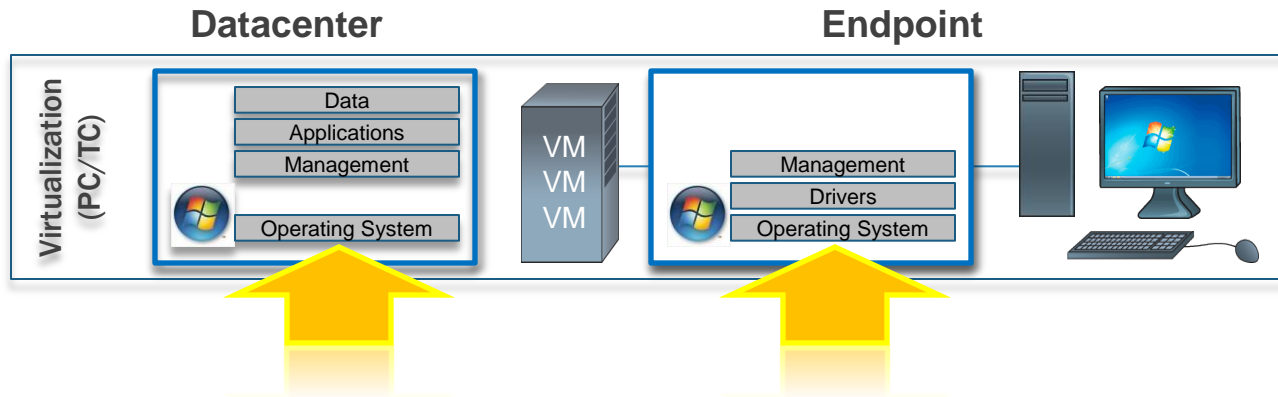 Datacenter
Endpoint
Virtualization
(PC/TC)
Data
Applications
Management
Operating System
VM
VM
VM
Management
Drivers
Operating System